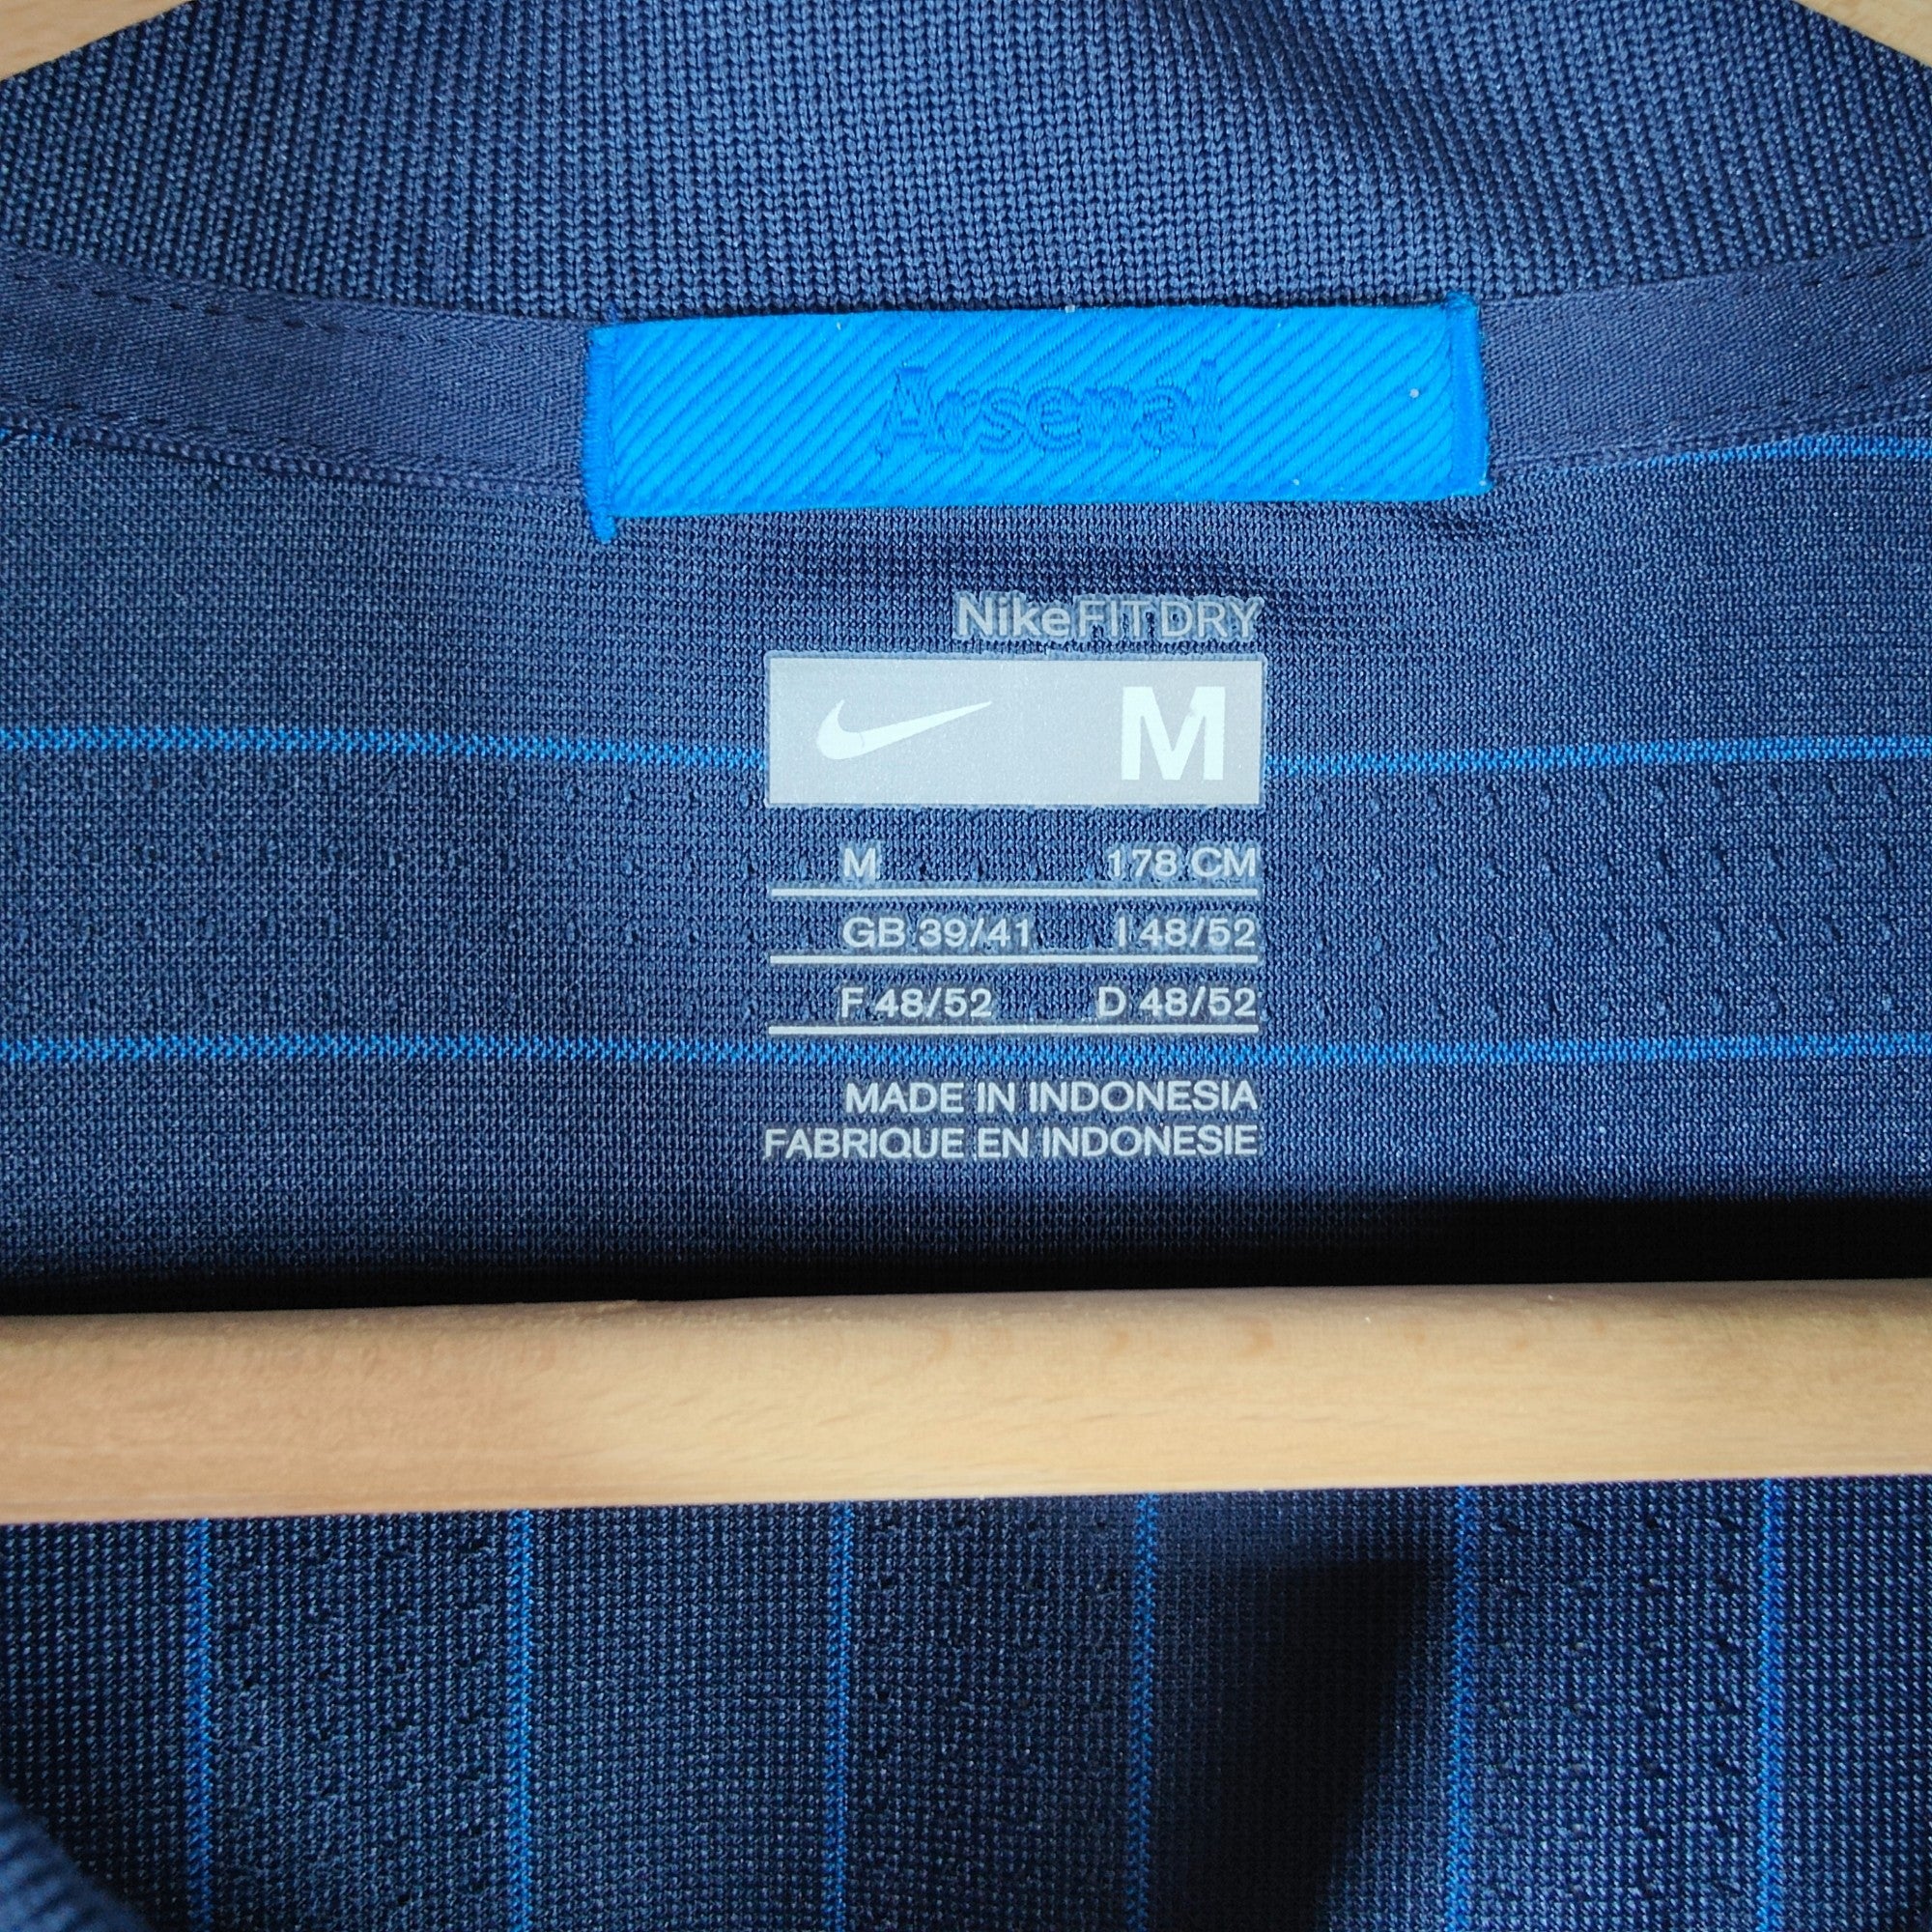 Arsenal
NikeFITDRY
M
M 178 CM
GB 39/41 I 48/52
F 48/52 D 48/52
MADE IN INDONESIA
FABRIQUE EN INDONESIE